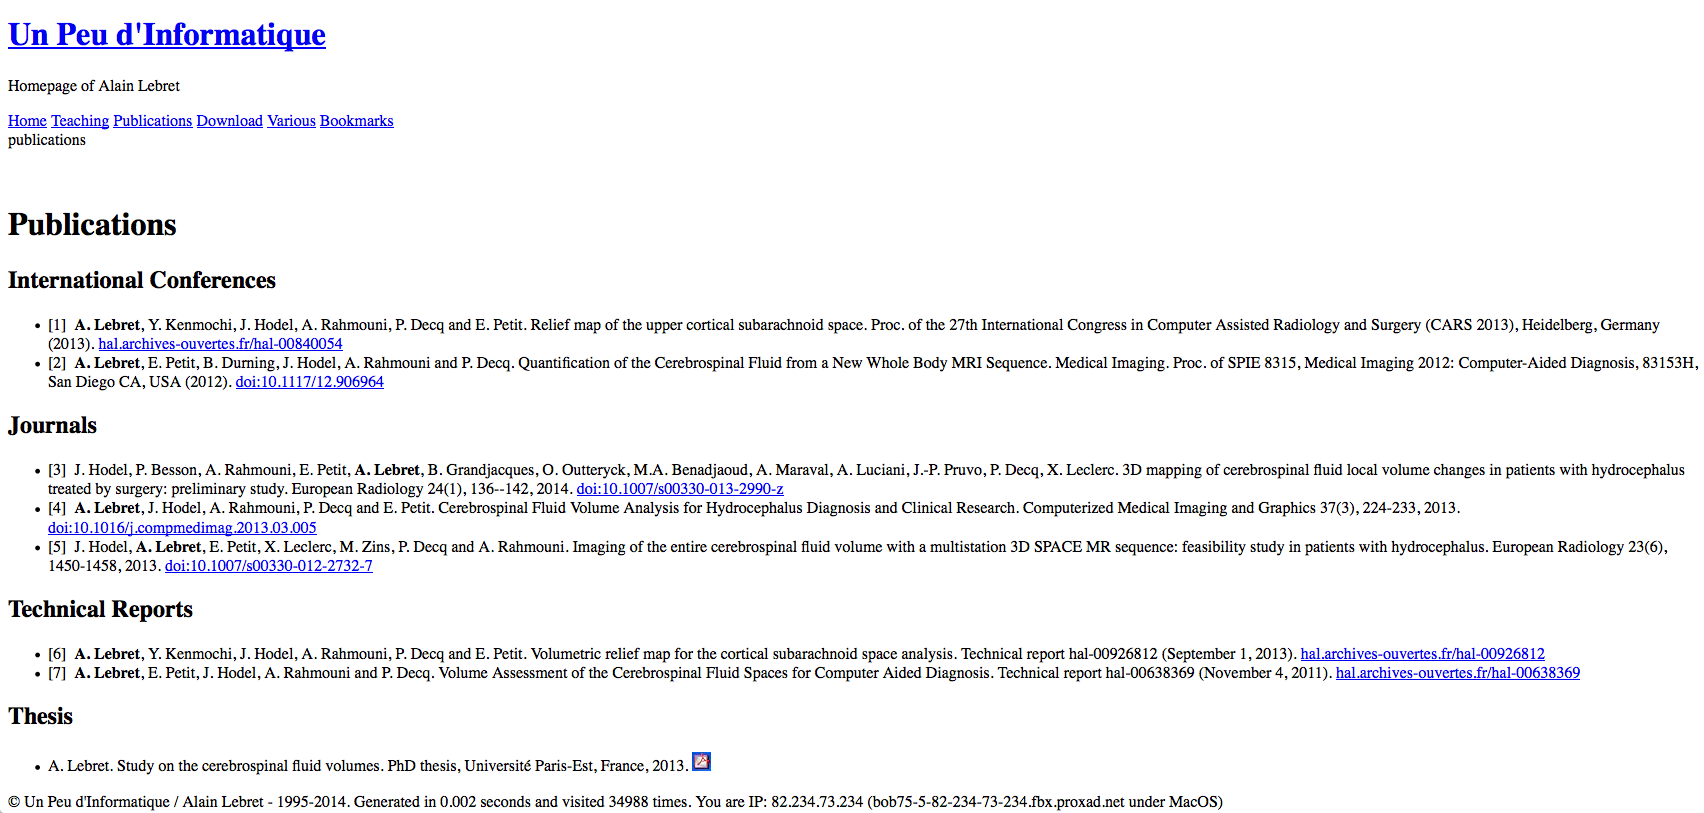 Un Peu d'Informatique
Homepage of Alain Lebret
Home Teaching Publications Download Various Bookmarks
publications
Publications
International Conferences
• [1] A. Lebret, Y. Kenmochi, J. Hodel, A. Rahmouni, P. Decq and E. Petit. Relief map of the upper cortical subarachnoid space. Proc. of the 27th International Congress in Computer Assisted Radiology and Surgery (CARS 2013), Heidelberg, Germany
(2013). hal.archives-ouvertes.fr/hal-00840054
• [2] A. Lebret, E. Petit, B. Durning, J. Hodel, A. Rahmouni and P. Decq. Quantification of the Cerebrospinal Fluid from a New Whole Body MRI Sequence. Medical Imaging. Proc. of SPIE 8315, Medical Imaging 2012: Computer-Aided Diagnosis, 83153H,
San Diego CA, USA (2012). doi:10.1117/12.906964
Journals
• [3] J. Hodel, P. Besson, A. Rahmouni, E. Petit, A. Lebret, B. Grandjacques, O. Outteryck, M.A. Benadjaoud, A. Maraval, A. Luciani, J.-P. Pruvo, P. Decq, X. Leclerc. 3D mapping of cerebrospinal fluid local volume changes in patients with hydrocephalus
treated by surgery: preliminary study. European Radiology 24(1), 136--142, 2014. doi:10.1007/s00330-013-2990-z
• [4] A. Lebret, J. Hodel, A. Rahmouni, P. Decq and E. Petit. Cerebrospinal Fluid Volume Analysis for Hydrocephalus Diagnosis and Clinical Research. Computerized Medical Imaging and Graphics 37(3), 224-233, 2013.
doi:10.1016/j.compmedimag.2013.03.005
• [5] J. Hodel, A. Lebret, E. Petit, X. Leclerc, M. Zins, P. Decq and A. Rahmouni. Imaging of the entire cerebrospinal fluid volume with a multistation 3D SPACE MR sequence: feasibility study in patients with hydrocephalus. European Radiology 23(6),
1450-1458, 2013. doi:10.1007/s00330-012-2732-7
Technical Reports
• [6] A. Lebret, Y. Kenmochi, J. Hodel, A. Rahmouni, P. Decq and E. Petit. Volumetric relief map for the cortical subarachnoid space analysis. Technical report hal-00926812 (September 1, 2013). hal.archives-ouvertes.fr/hal-00926812
• [7] A. Lebret, E. Petit, J. Hodel, A. Rahmouni and P. Decq. Volume Assessment of the Cerebrospinal Fluid Spaces for Computer Aided Diagnosis. Technical report hal-00638369 (November 4, 2011). hal.archives-ouvertes.fr/hal-00638369
Thesis
• A. Lebret. Study on the cerebrospinal fluid volumes. PhD thesis, Université Paris-Est, France, 2013.
© Un Peu d'Informatique / Alain Lebret - 1995-2014. Generated in 0.002 seconds and visited 34988 times. You are IP: 82.234.73.234 (bob75-5-82-234-73-234.fbx.proxad.net under MacOS)